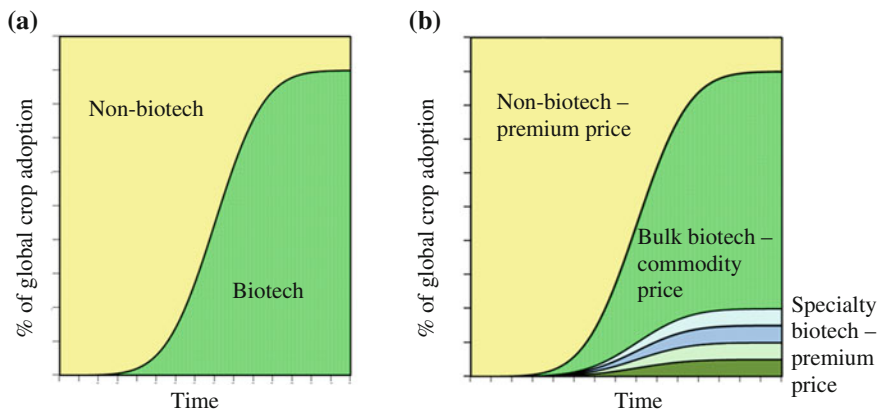 (a)
% of global crop adoption
Non-biotech
Biotech
Time
(b)
% of global crop adoption
Non-biotech –
premium price
Bulk biotech –
commodity
price
Specialty
biotech –
premium
price
Time